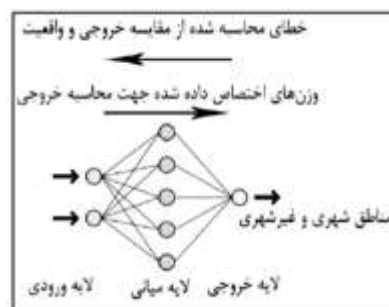 خطای محاسبه شده از مقایسه خروجی و واقعیت
وزن‌های اختصاص داده شده جهت محاسبه خروجی
مناطق شهری و غیرشهری
لایه خروجی لایه میانی لایه ورودی